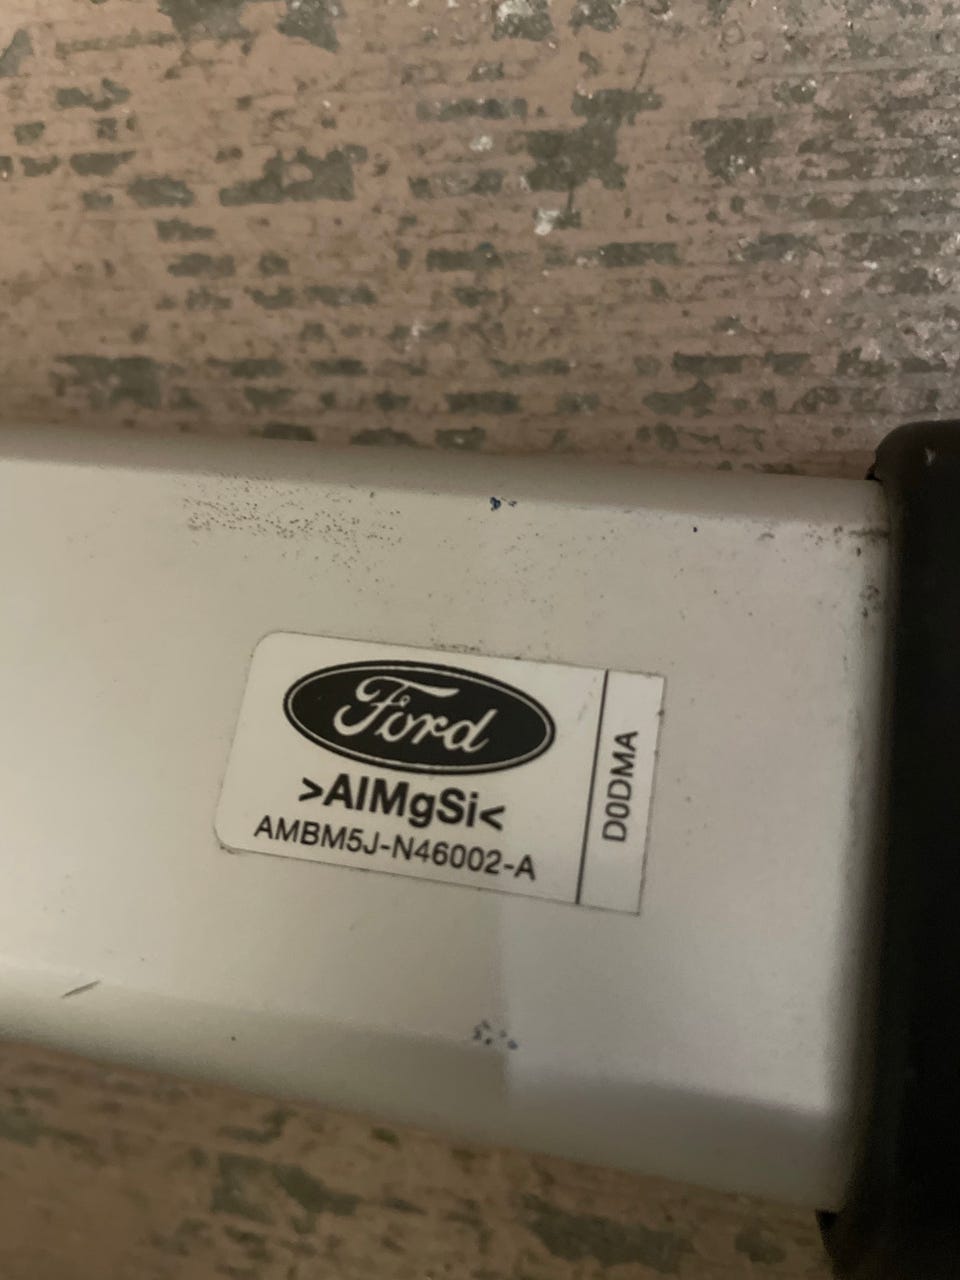 Ford
>AlMgSi<
AMBM5J-N46002-A
D0DMA